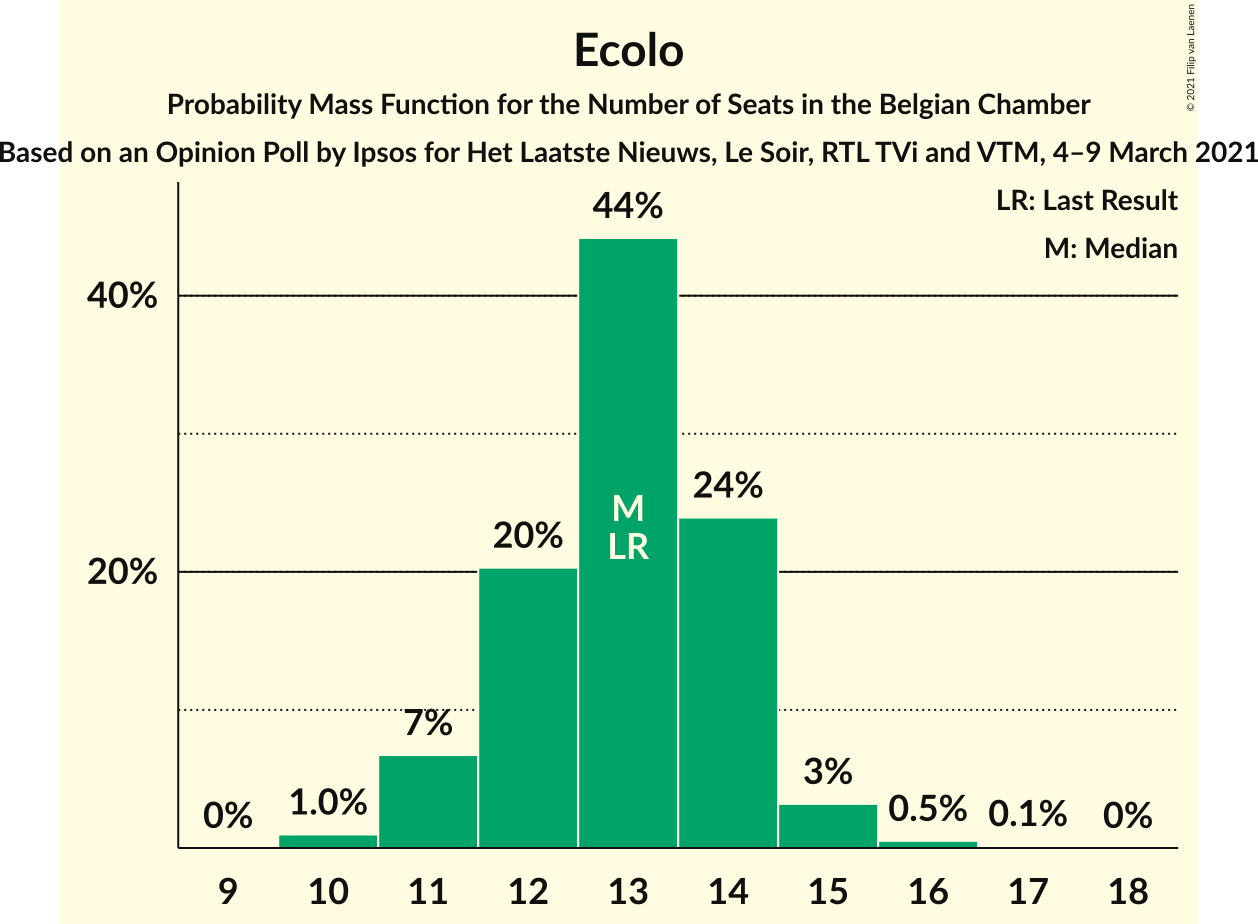 Ecolo
Probability Mass Function for the Number of Seats in the Belgian Chamber
Based on an Opinion Poll by Ipsos for Het Laatste Nieuws, Le Soir, RTL TVi and VTM, 4–9 March 2021
© 2021 Filip van Laenen
LR: Last Result
M: Median
44%
40%
24%
M
20%
LR
20%
7%
3%
0%
1.0%
0.5%
0.1%
0%
9 10 11 12 13 14 15 16 17 18